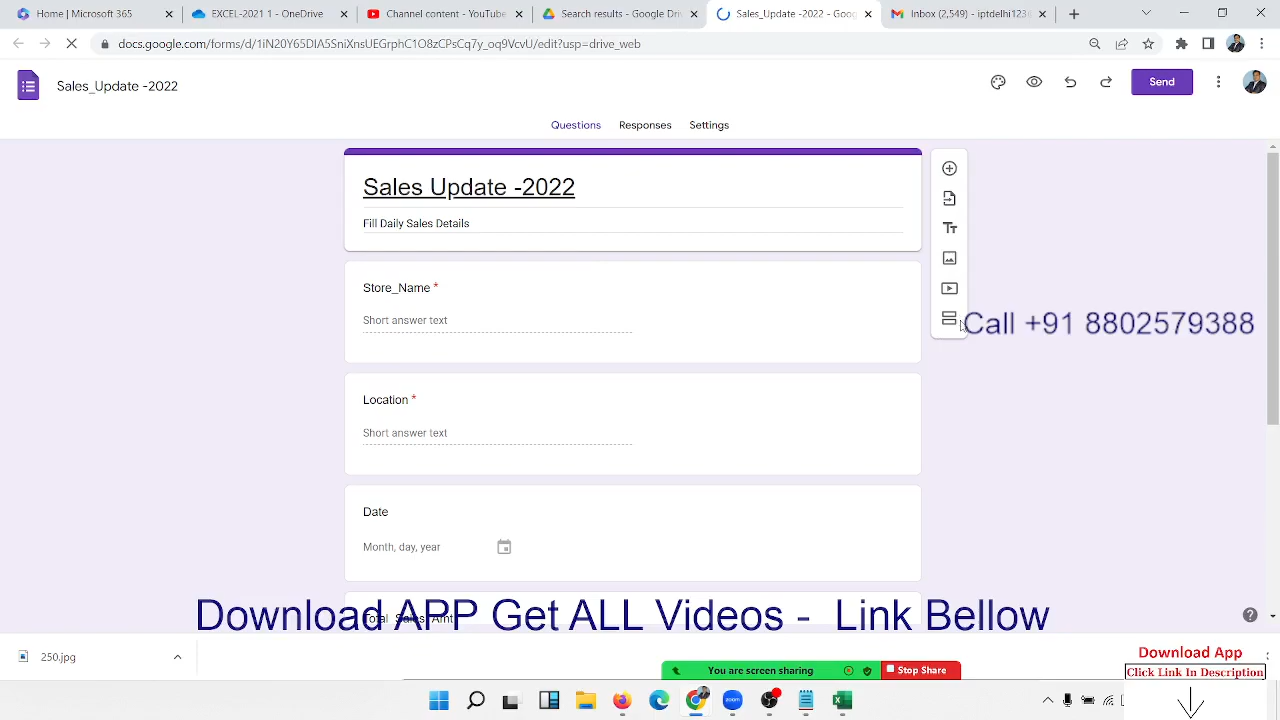 Home | Microsoft 365
EXCEL-2021 1 - OneDrive
Channel content - YouTube
Search results - Google Driv
Sales_Update -2022 - Goo
Inbox (2,549) - iptdelhi123
docs.google.com/forms/d/1iN20Y65DIA5SniXnsUEGrphC1O8zCPsCq7y_oq9VcvU/edit?usp=drive_web
Sales_Update -2022
Send
Questions
Responses
Settings
Sales Update -2022
Fill Daily Sales Details
Tт
Store_Name *
Short answer text
Call +91 8802579388
Location *
Short answer text
Date
Month, day, year
Total_Sales_Amt
Download APP Get ALL Videos - Link Bellow
250.jpg
You are screen sharing
Stop Share
Download App
Click Link In Description
zoom